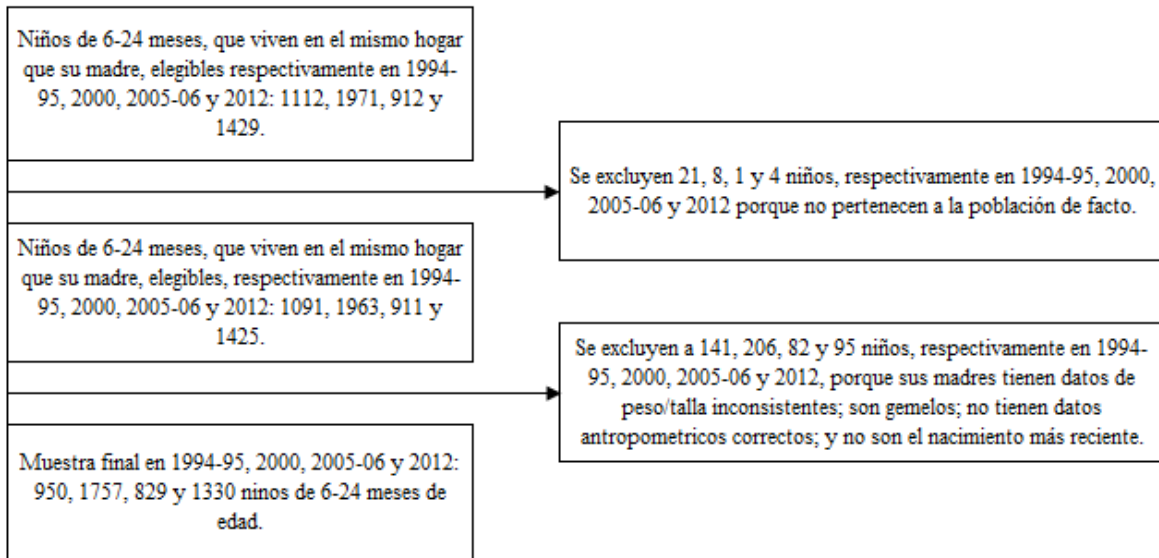 Niños de 6-24 meses, que viven en el mismo hogar
que su madre, elegibles respectivamente en 1994-
95, 2000, 2005-06 y 2012: 1112, 1971, 912 y
1429.
Se excluyen 21, 8, 1 y 4 niños, respectivamente en 1994-95, 2000,
2005-06 y 2012 porque no pertenecen a la población de facto.
Niños de 6-24 meses, que viven en el mismo hogar
que su madre, elegibles, respectivamente en 1994-
95, 2000, 2005-06 y 2012: 1091, 1963, 911 y
1425.
Se excluyen a 141, 206, 82 y 95 niños, respectivamente en 1994-
95, 2000, 2005-06 y 2012, porque sus madres tienen datos de
peso/talla inconsistentes; son gemelos; no tienen datos
antropometricos correctos; y no son el nacimiento más reciente.
Muestra final en 1994-95, 2000, 2005-06 y 2012:
950, 1757, 829 y 1330 ninos de 6-24 meses de
edad.